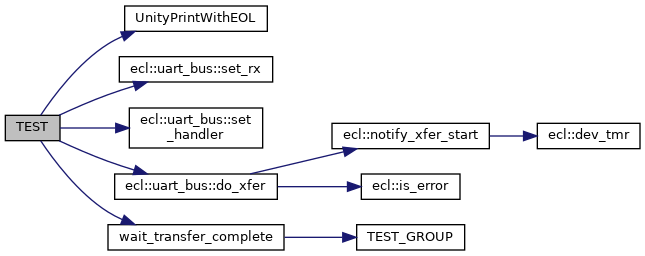 UnityPrintWithEOL
ecl::uart_bus::set_rx
TEST
ecl::uart_bus::set
_handler
ecl::notify_xfer_start
ecl::dev_tmr
ecl::uart_bus::do_xfer
ecl::is_error
wait_transfer_complete
TEST_GROUP